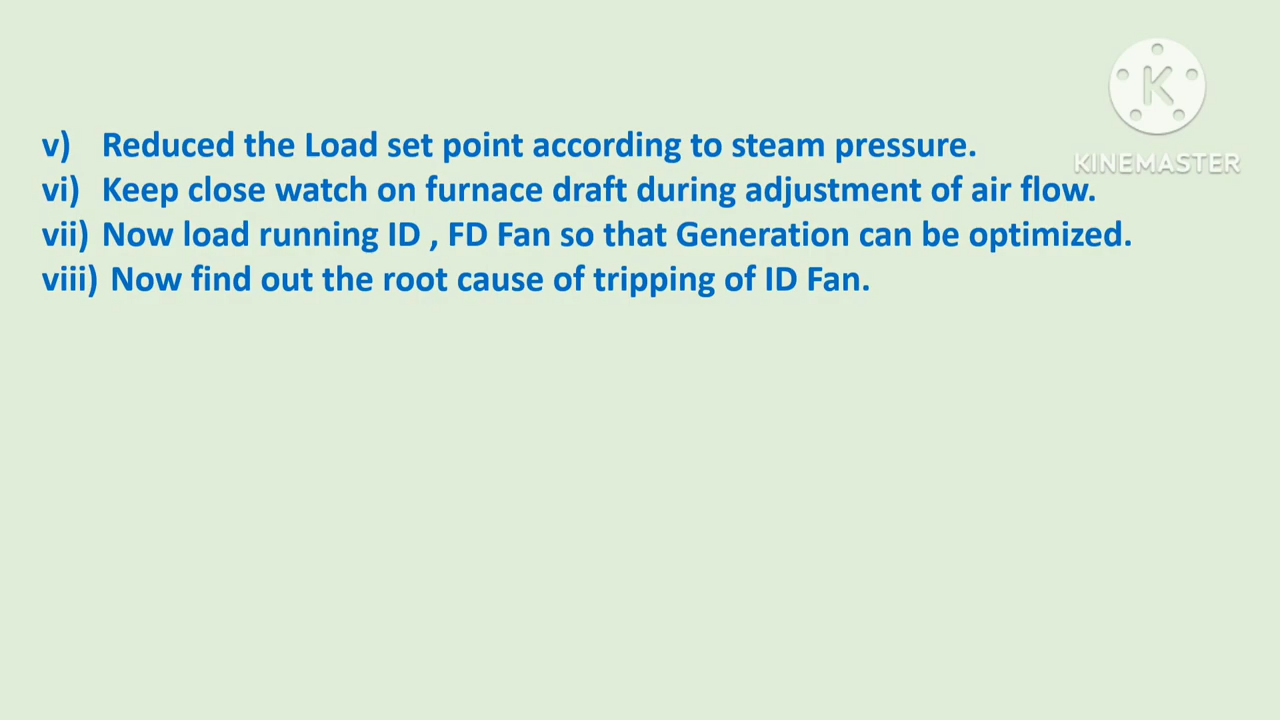 K
KINEMASTER
v) Reduced the Load set point according to steam pressure.
vi) Keep close watch on furnace draft during adjustment of air flow.
vii) Now load running ID , FD Fan so that Generation can be optimized.
viii) Now find out the root cause of tripping of ID Fan.